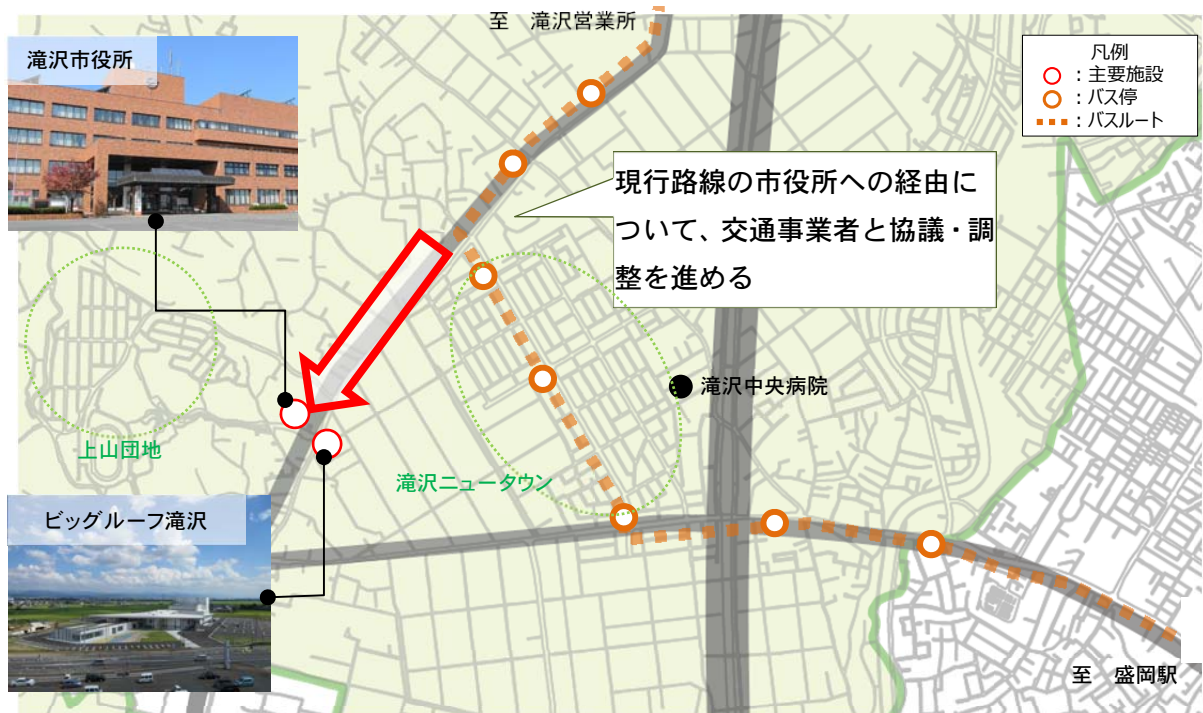 至　滝沢営業所
滝沢市役所
凡例
：主要施設
：バス停
：バスルート
現行路線の市役所への経由に
ついて、交通事業者と協議・調
整を進める
滝沢中央病院
上山団地
滝沢ニュータウン
ビッグルーフ滝沢
至　盛岡駅